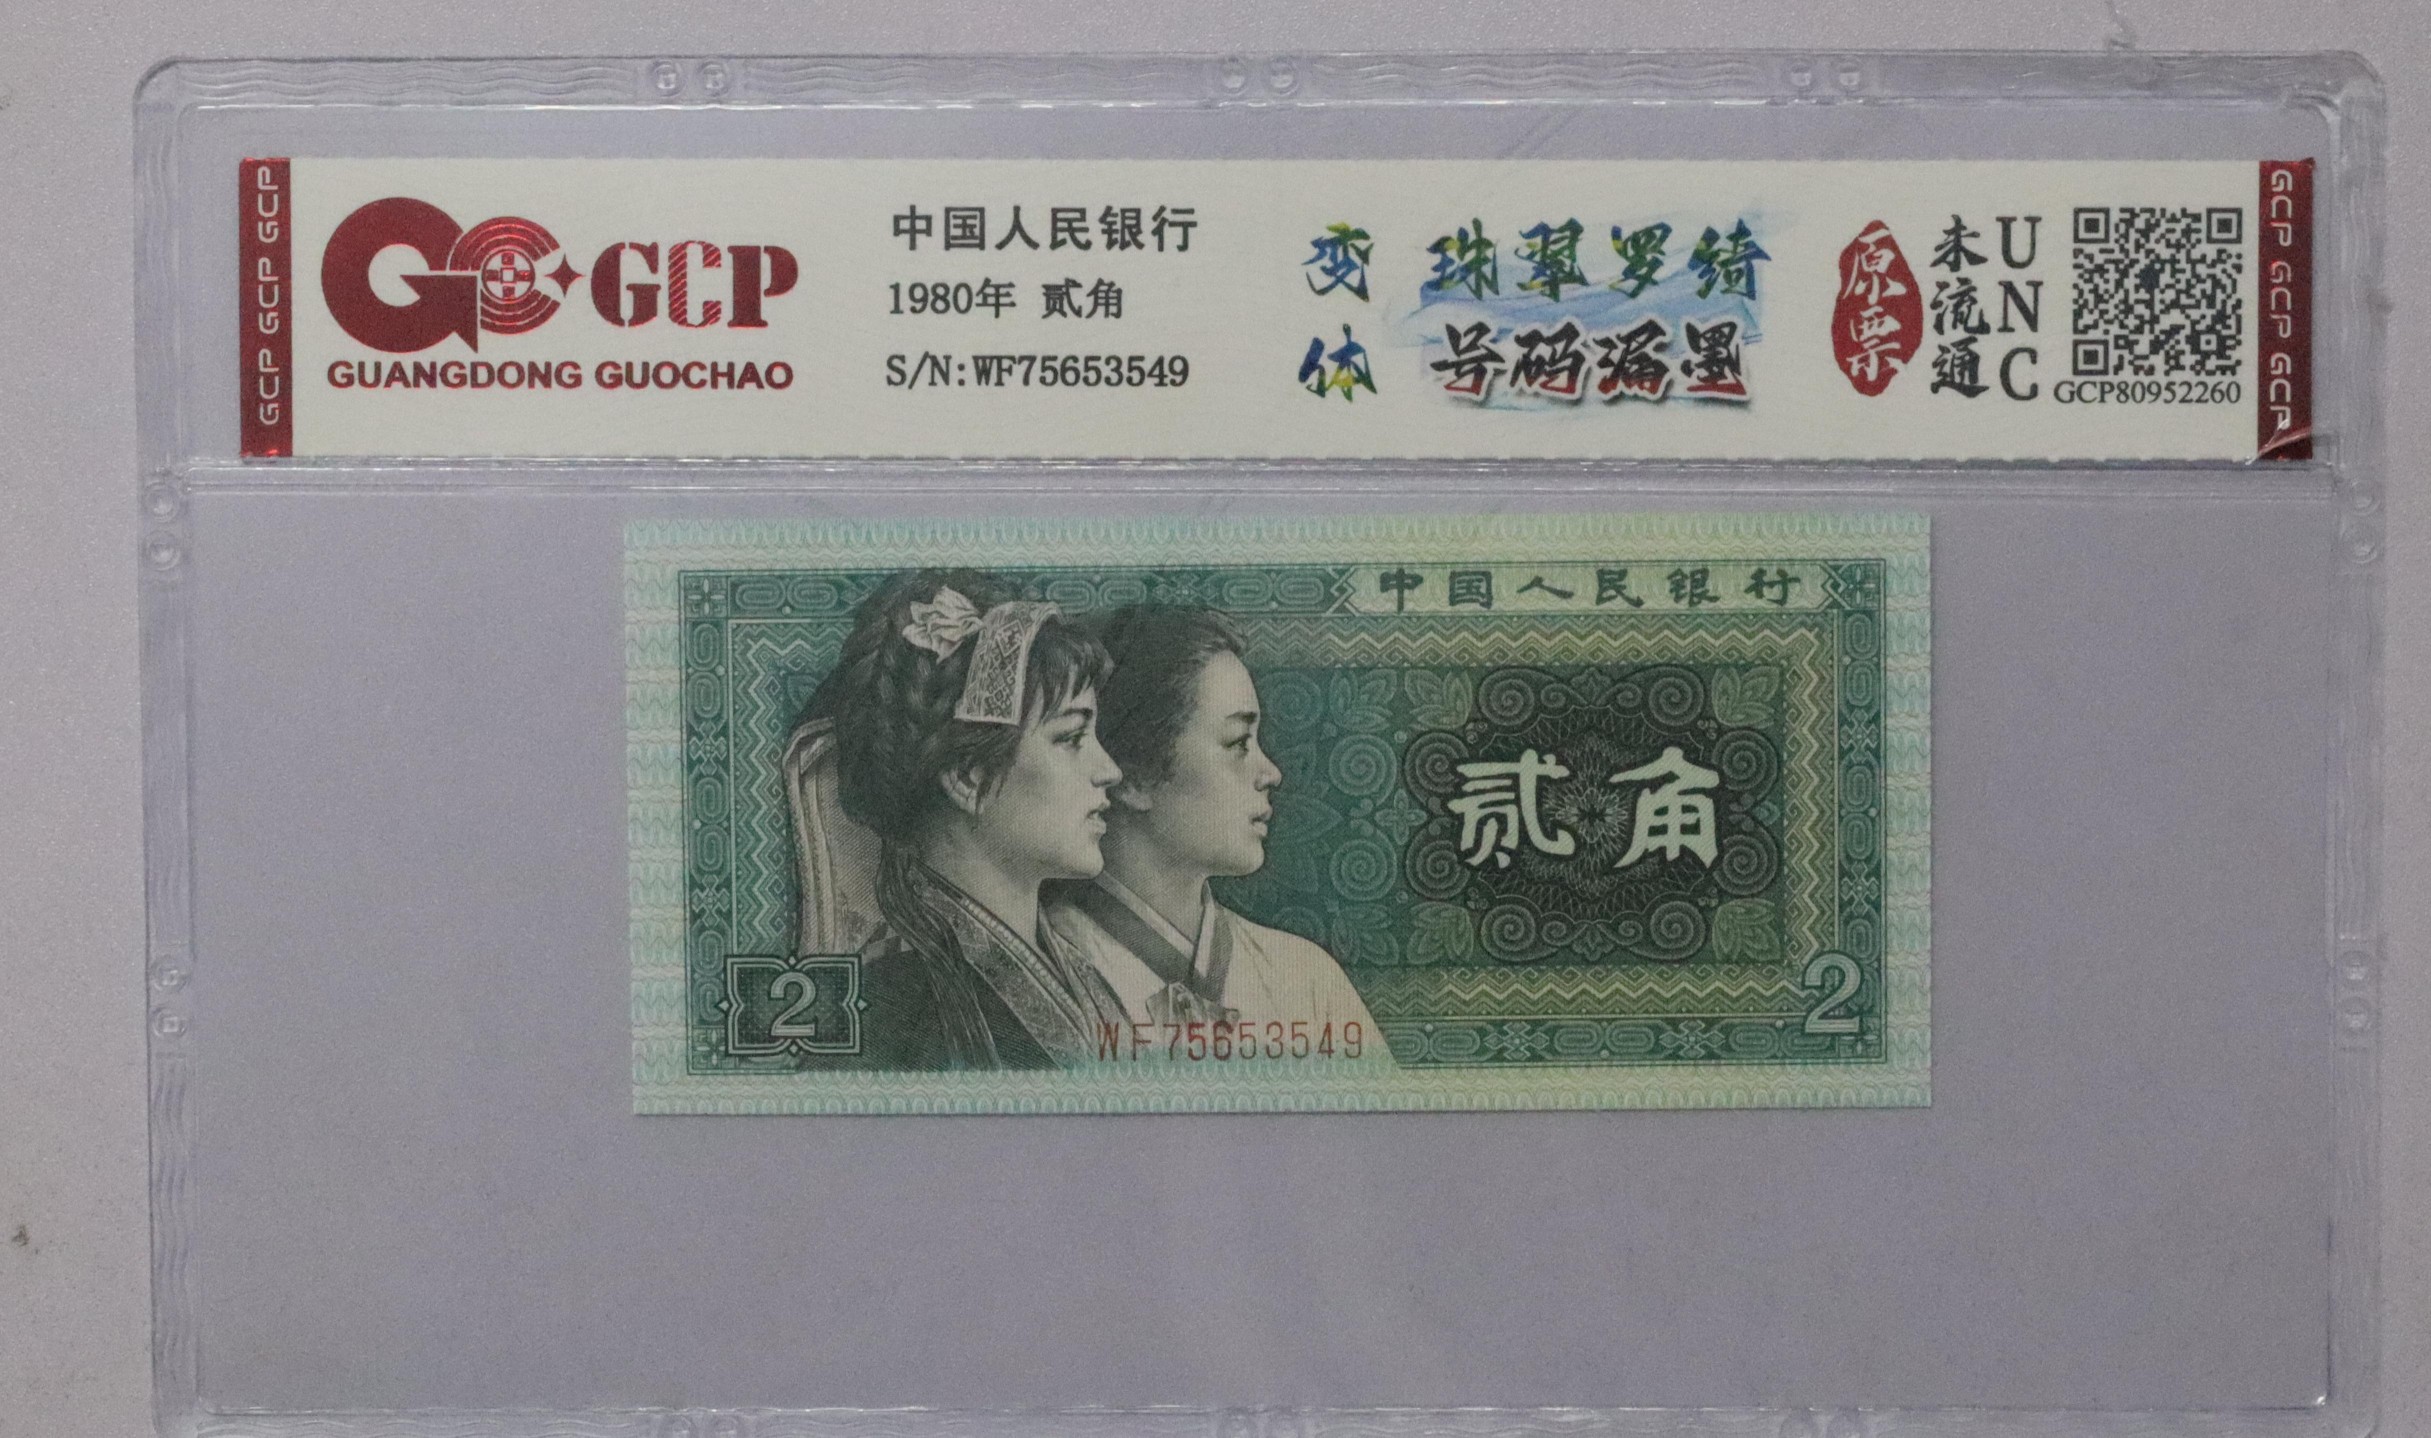 GCP GCP GCP
GCP
GUANGDONG GUOCHAO
中国人民银行
1980年 贰角
S/N:WF75653549
变体
珠翠罗绮
号码漏墨
原票
未流通
UNC
GCP80952260
GCP GCP GCP
中国人民银行
贰角
2
2
WF75653549